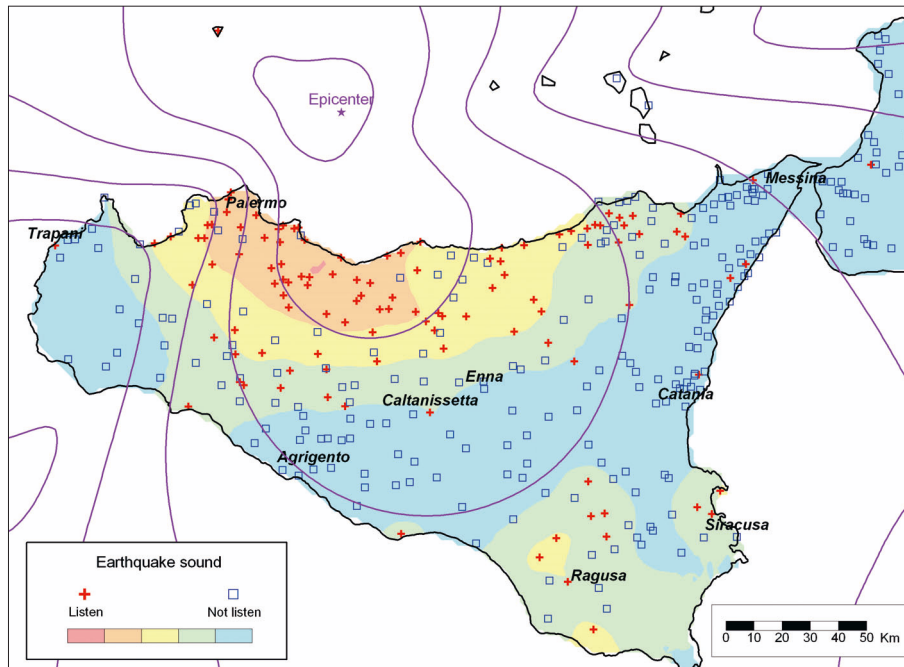 Epicenter
Messina
Palermo
Trapani
Enna
Caltanissetta
Catania
Agrigento
Siracusa
Ragusa
Earthquake sound
Listen Not listen
0 10 20 30 40 50 Km